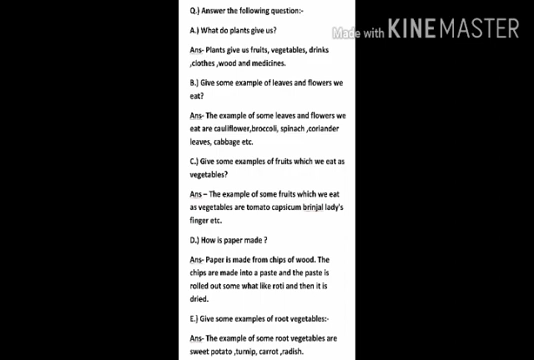 Q.) Answer the following question:-
Made with KINEMASTER
A.) What do plants give us?
Ans- Plants give us fruits, vegetables, drinks
,clothes ,wood and medicines.
B.) Give some example of leaves and flowers we
eat?
Ans- The example of some leaves and flowers we
eat are cauliflower,broccoli, spinach ,coriander
leaves, cabbage etc.
C.) Give some examples of fruits which we eat as
vegetables?
Ans – The example of some fruits which we eat
as vegetables are tomato capsicum brinjal lady's
finger etc.
D.) How is paper made ?
Ans- Paper is made from chips of wood. The
chips are made into a paste and the paste is
rolled out some what like roti and then it is
dried.
E.) Give some examples of root vegetables:-
Ans- The example of some root vegetables are
sweet potato ,turnip, carrot ,radish.